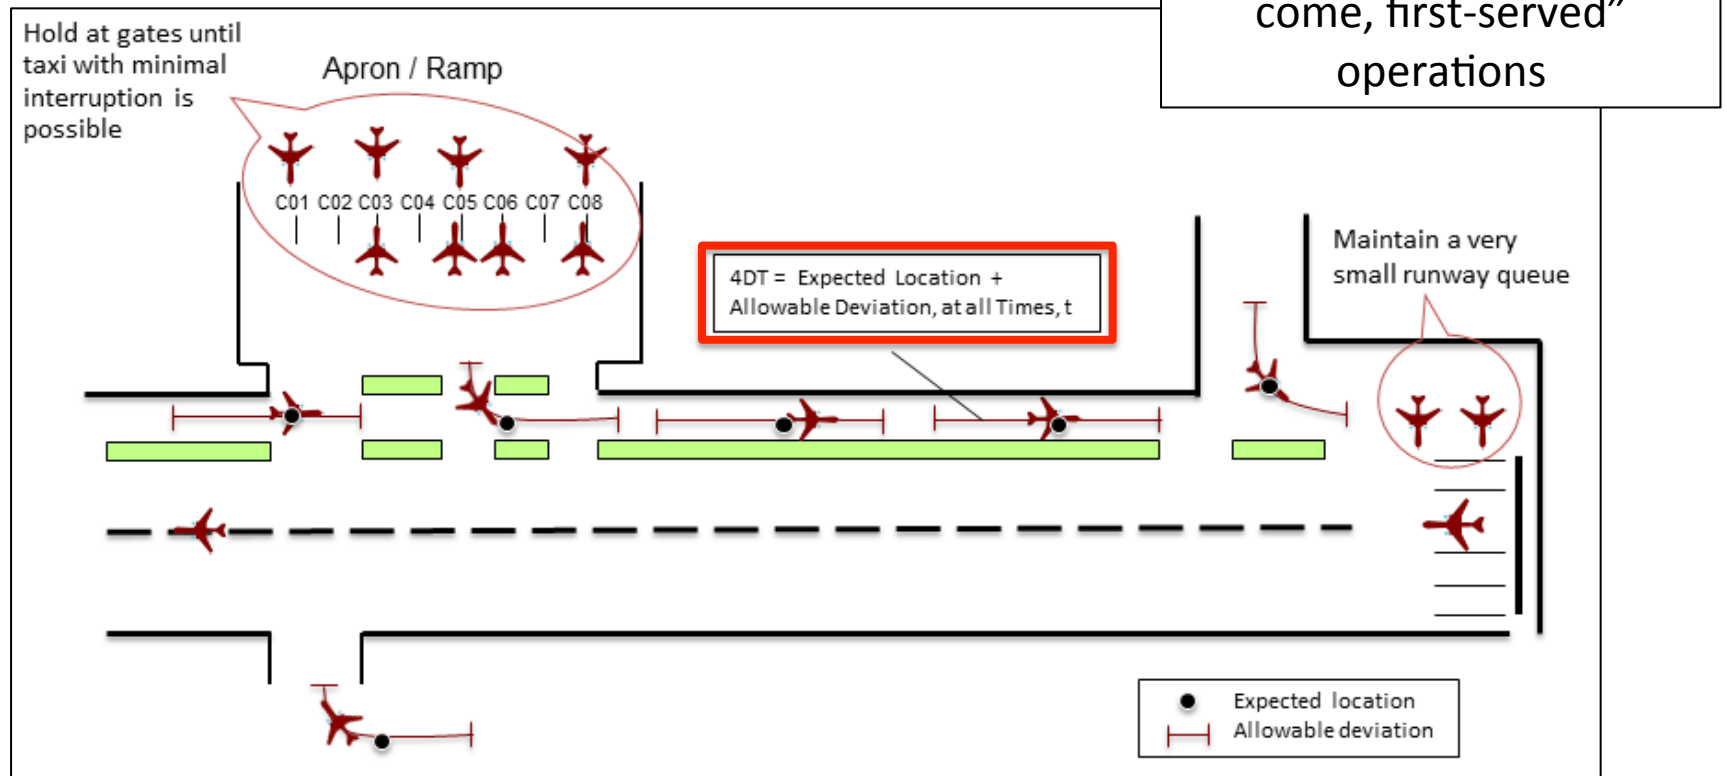 come, first-served”
operations
Hold at gates until
taxi with minimal
interruption is
possible
Apron / Ramp
C01 C02 C03 C04 C05 C06 C07 C08
4DT = Expected Location +
Allowable Deviation, at all Times, t
Maintain a very
small runway queue
Expected location
Allowable deviation